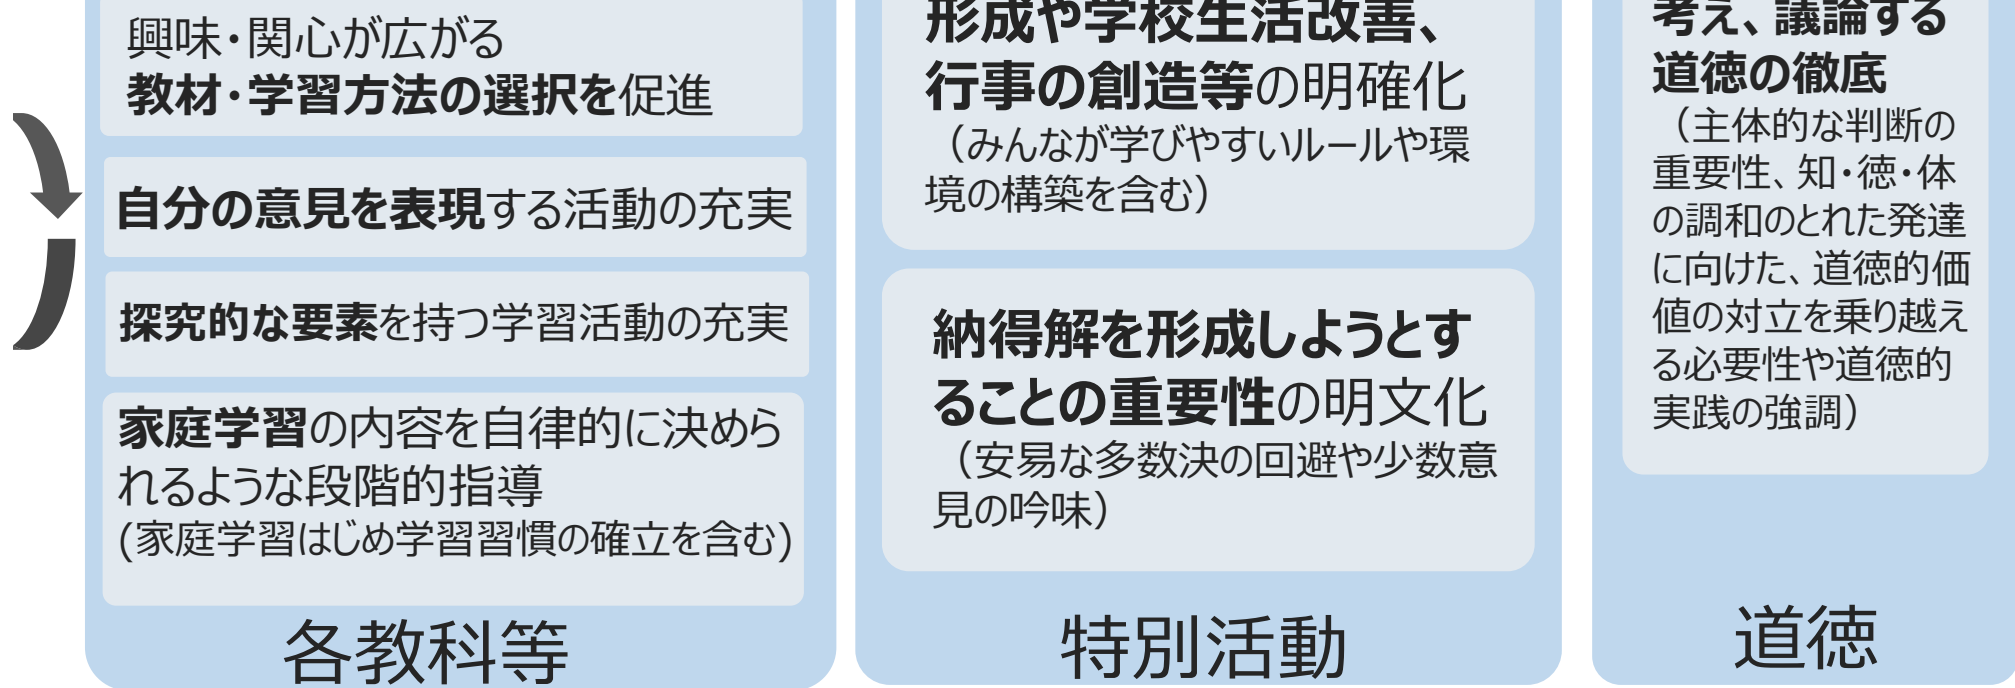 興味・関心が広がる
教材・学習方法の選択を促進
自分の意見を表現する活動の充実
探究的な要素を持つ学習活動の充実
家庭学習の内容を自律的に決めら
れるような段階的指導
(家庭学習はじめ学習習慣の確立を含む)
各教科等
形成や学校生活改善、
行事の創造等の明確化
（みんなが学びやすいルールや環
境の構築を含む）
納得解を形成しようとす
ることの重要性の明文化
（安易な多数決の回避や少数意
見の吟味）
特別活動
考え、議論する
道徳の徹底
（主体的な判断の
重要性、知・徳・体
の調和のとれた発達
に向けた、道徳的価
値の対立を乗り越え
る必要性や道徳的
実践の強調）
道徳